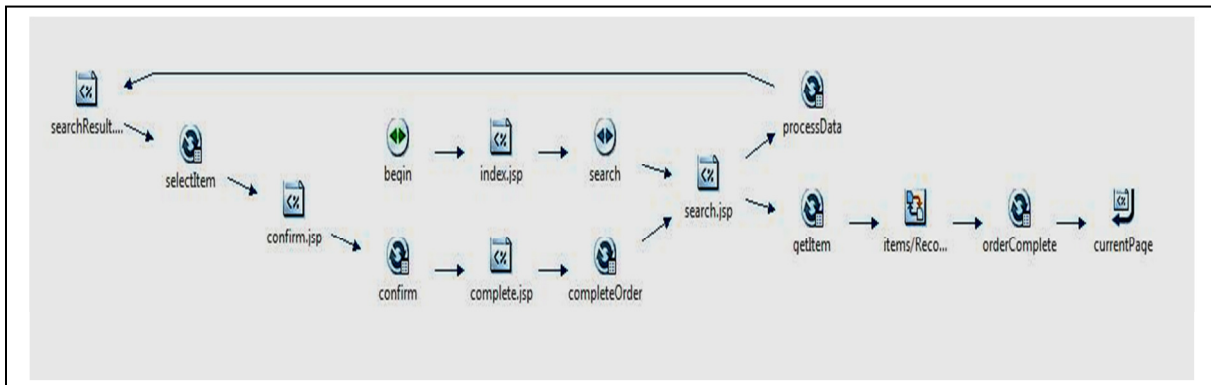 processData
searchResult....
selectItem
begin
index.jsp
search
search.jsp
confirm.jsp
getItem
items/Reco...
orderComplete
currentPage
confirm
complete.jsp
completeOrder